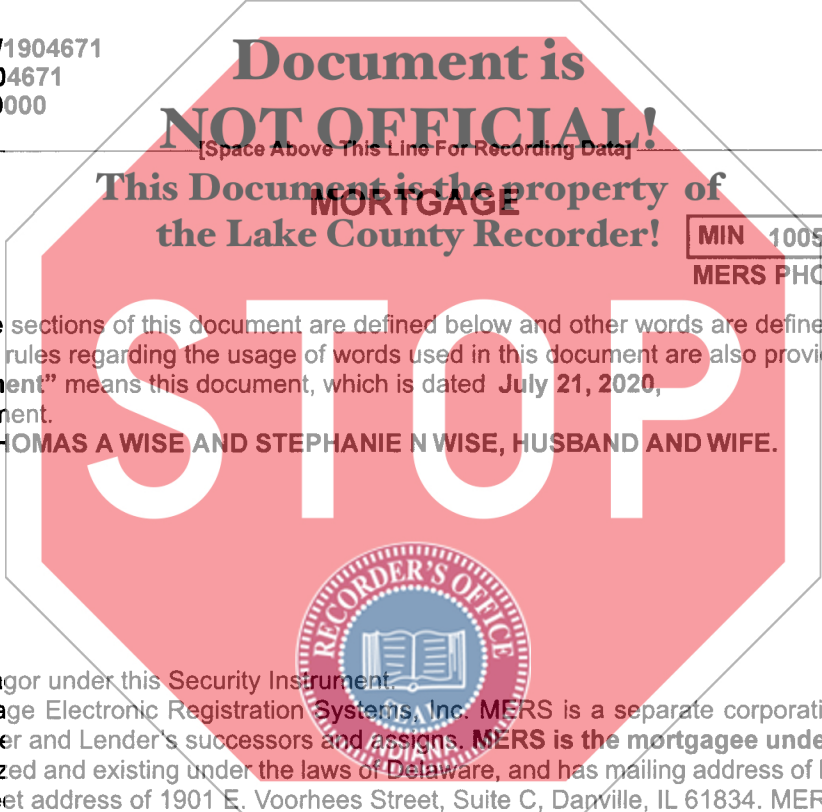 1904671
04671
0000
Document is
NOT OFFICIAL!
[Space Above This Line For Recording Data]
This Document is the property of
MORTGAGE
the Lake County Recorder!
MIN 1005
MERS PHO
sections of this document are defined below and other words are define
rules regarding the usage of words used in this document are also provi
ent” means this document, which is dated July 21, 2020,
ment.
HOMAS A WISE AND STEPHANIE N WISE, HUSBAND AND WIFE.
STOP
RECORDER'S OFFICE
agor under this Security Instrument.
age Electronic Registration Systems, Inc. MERS is a separate corporati
er and Lender's successors and assigns. MERS is the mortgagee unde
zed and existing under the laws of Delaware, and has mailing address of
eet address of 1901 E. Voorhees Street, Suite C, Danville, IL 61834. MER